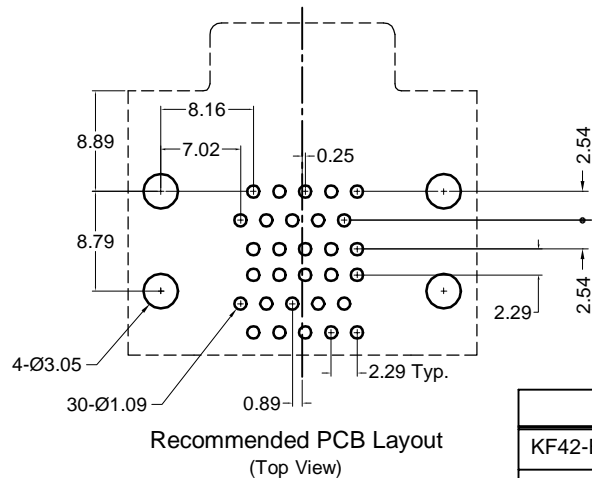 8.16
8.89
7.02
0.25
2.54
8.79
2.29
2.54
4-Ø3.05
2.29 Typ.
30-Ø1.09
0.89
Recommended PCB Layout
(Top View)